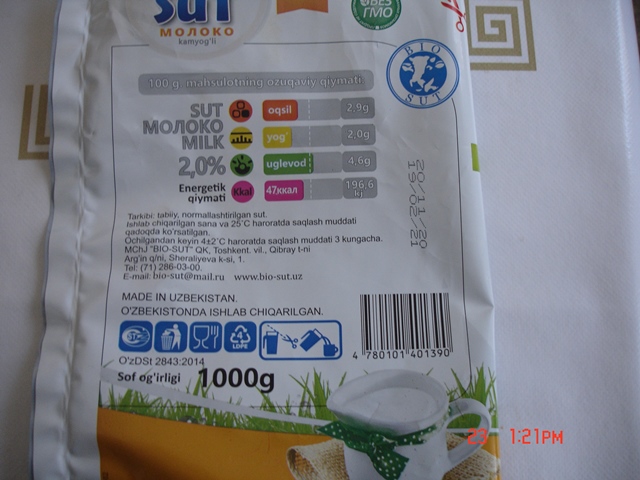 sut
МОЛОКО
kamyog'li
БЕЗ
ГМО
BIO
SUT
100 g mahsulotning ozuqaviy qiymati
SUT
МОЛОКО
MILK
2,0%
oqsil 2,9g
yog' 2,0g
uglevod 4,6g
Energetik
qiymati
Kkal 47ккал 196,6
kj
20/11/20
19/02/21
Tarkibi: tabiiy, normallashtirilgan sut.
Ishlab chiqarilgan sana va 25°C haroratda saqlash muddati
qadoqda ko'rsatilgan.
Ochilgandan keyin 4±2°C haroratda saqlash muddati 3 kungacha.
MChJ "BIO-SUT" QK, Toshkent. vil., Qibray t-ni
Arg'in q/ni, Sheraliyeva k-si, 1.
Tel: (71) 286-03-00.
E-mail: bio-sut@mail.ru www.bio-sut.uz
MADE IN UZBEKISTAN.
O'ZBEKISTONDA ISHLAB CHIQARILGAN.
4
LDPE
4 780101 401390
O'zDSt 2843:2014
Sof og'irligi 1000g
23 1:21PM